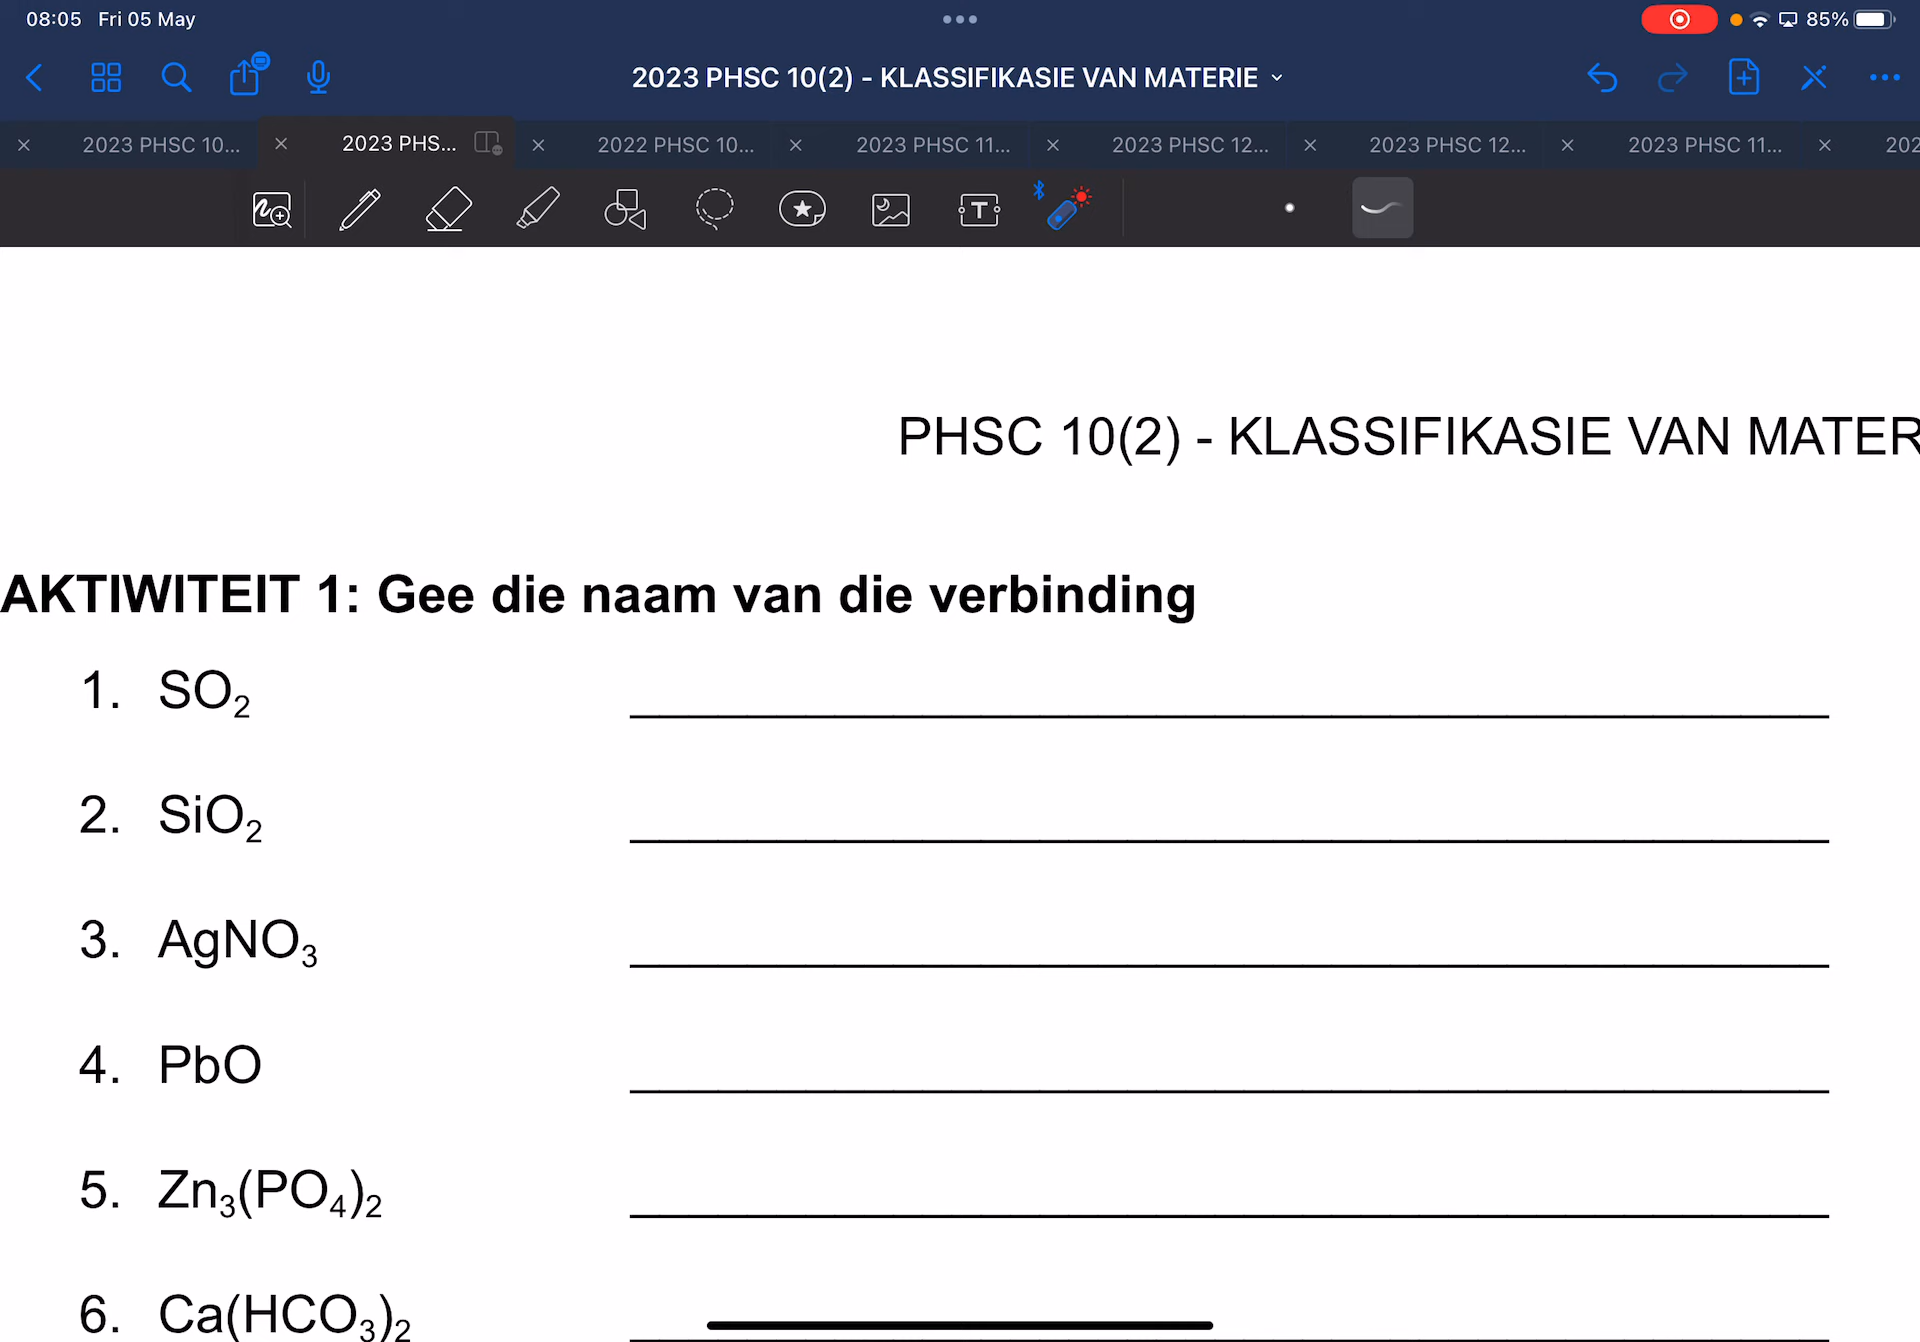 08:05 Fri 05 May
85%
2023 PHSC 10(2) - KLASSIFIKASIE VAN MATERIE
2023 PHSC 10...
2023 PHS...
2022 PHSC 10...
2023 PHSC 11...
2023 PHSC 12...
2023 PHSC 12...
2023 PHSC 11...
202
PHSC 10(2) - KLASSIFIKASIE VAN MATER
AKTIWITEIT 1: Gee die naam van die verbinding
1. SO₂
2. SiO₂
3. AgNO₃
4. PbO
5. Zn₃(PO₄)₂
6. Ca(HCO₃)₂